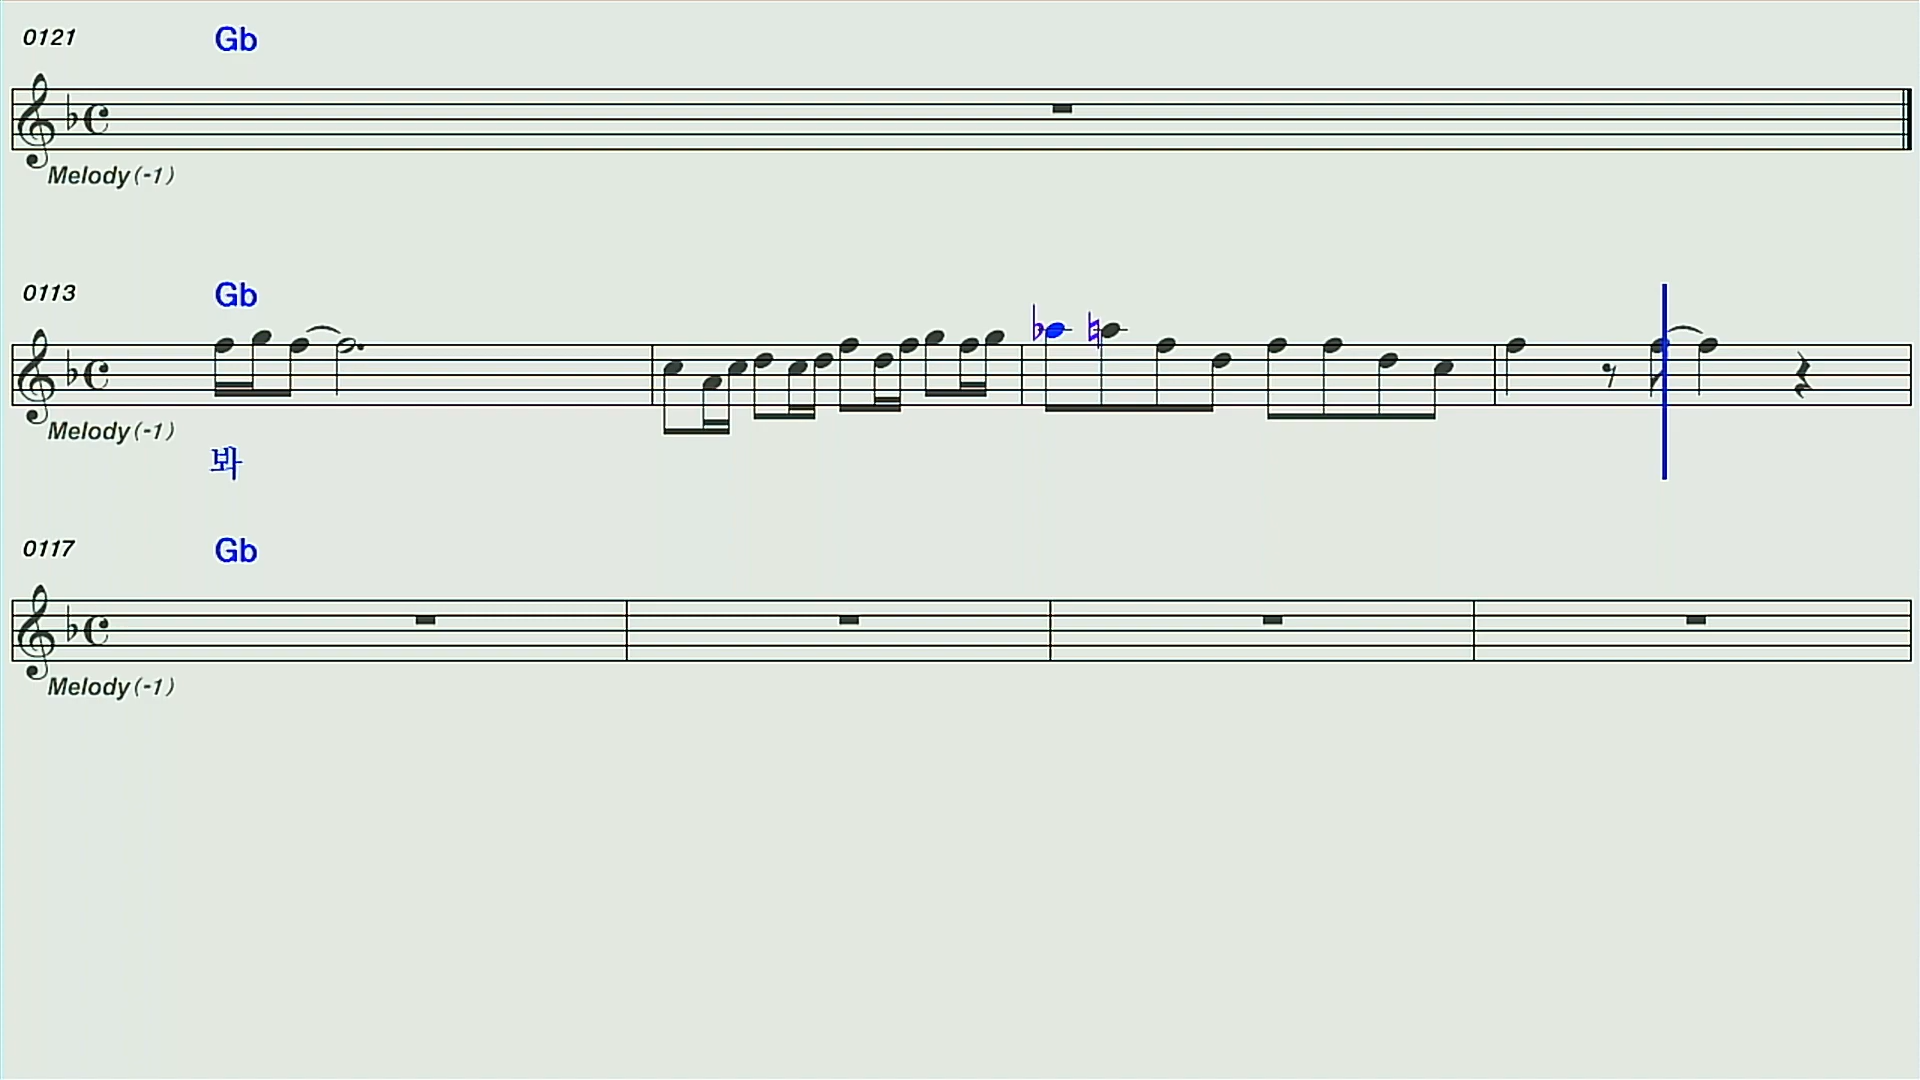 0121 Gb
Melody(-1)
0113 Gb
Melody(-1)
봐
0117 Gb
Melody(-1)